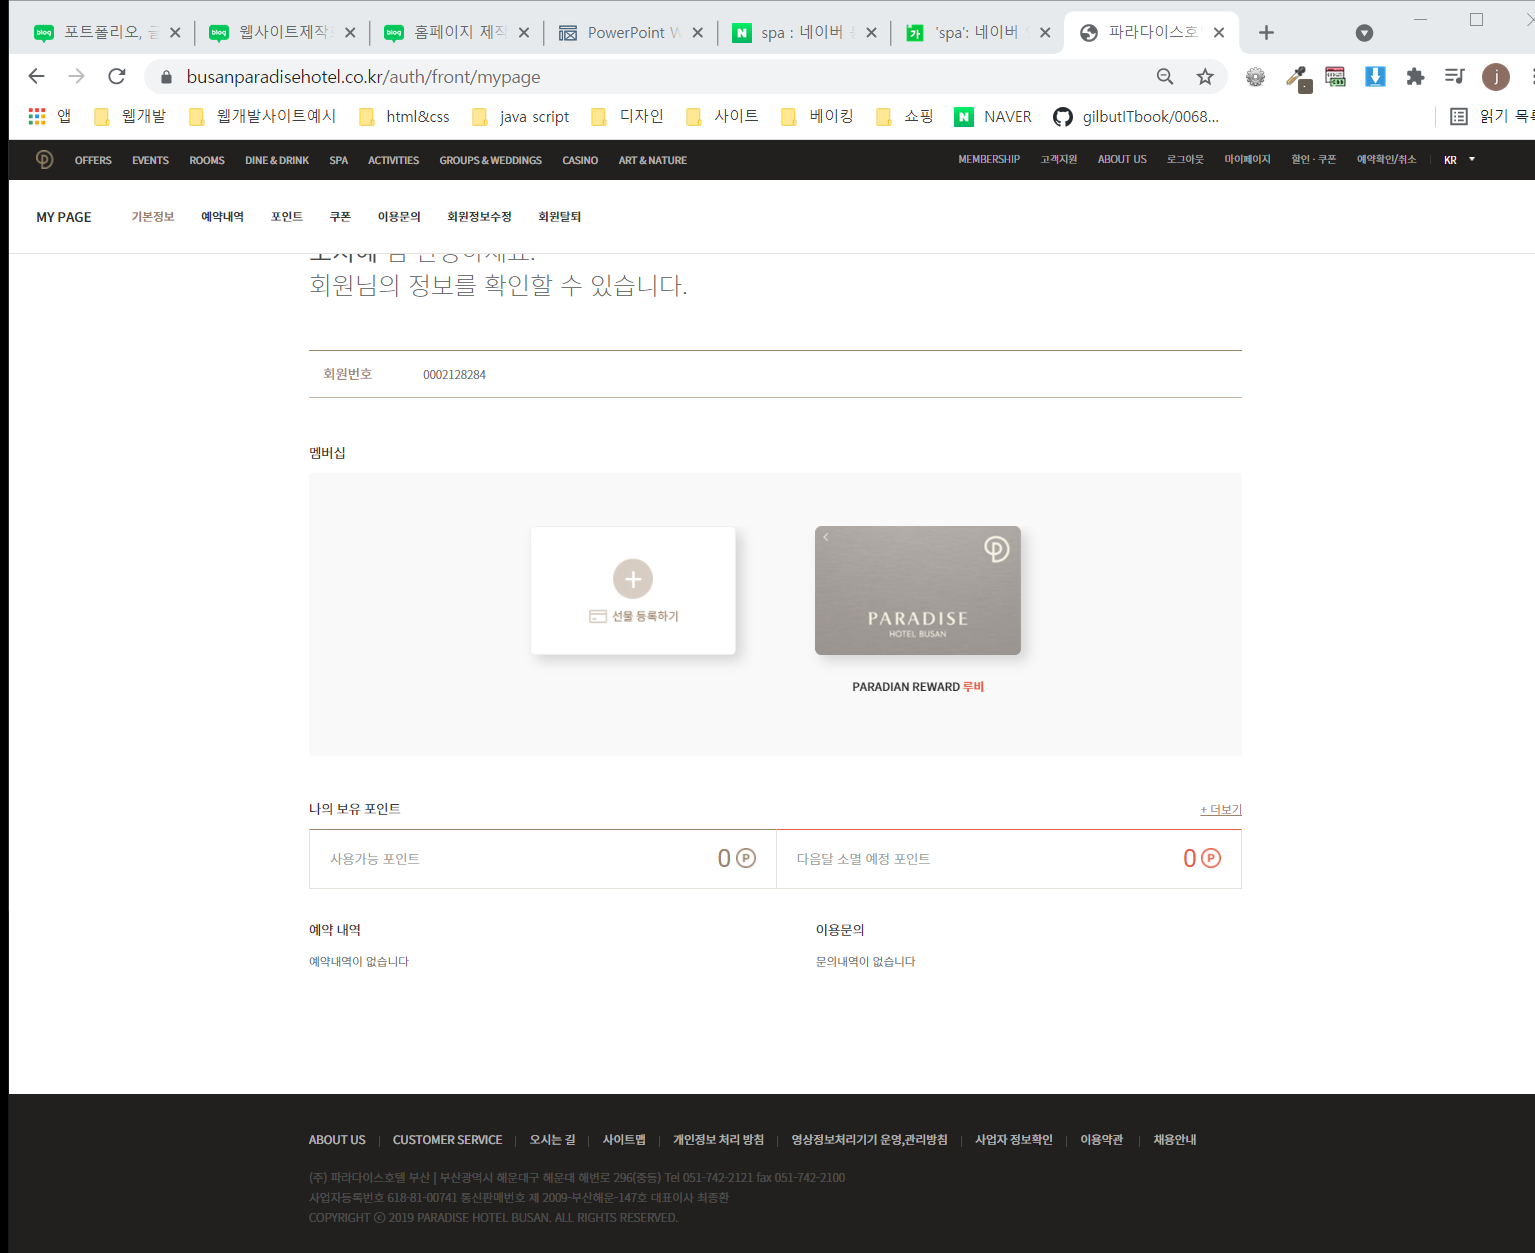 포트폴리오,
웹사이트제작
홈페이지 제작
PowerPoint
spa : 네이버
'spa': 네이버
파라다이스호
busanparadisehotel.co.kr/auth/front/mypage
j
앱 웹개발 웹개발사이트예시 html&css java script 디자인 사이트 베이킹 쇼핑 NAVER gilbutITbook/0068... 읽기
OFFERS EVENTS ROOMS DINE & DRINK SPA ACTIVITIES GROUPS & WEDDINGS CASINO ART & NATURE MEMBERSHIP 고객지원 ABOUT US 로그아웃 마이페이지 할인 · 쿠폰 예약확인/취소 KR
MY PAGE 기본정보 예약내역 포인트 쿠폰 이용문의 회원정보수정 회원탈퇴
회원님의 정보를 확인할 수 있습니다.
회원번호 0002128284
멤버십
선물 등록하기
PARADISE
HOTEL BUSAN
PARADIAN REWARD 루비
나의 보유 포인트 + 더보기
사용가능 포인트 0 P 다음달 소멸 예정 포인트 0 P
예약 내역 이용문의
예약내역이 없습니다 문의내역이 없습니다
ABOUT US | CUSTOMER SERVICE | 오시는 길 | 사이트맵 | 개인정보 처리 방침 | 영상정보처리기기 운영,관리방침 | 사업자 정보확인 | 이용약관 | 채용안내
(주) 파라다이스호텔 부산 | 부산광역시 해운대구 해운대 해변로 296(중동) Tel 051-742-2121 fax 051-742-2100
사업자등록번호 618-81-00741 통신판매번호 제 2009-부산해운-147호 대표이사 최종환
COPYRIGHT ⓒ 2019 PARADISE HOTEL BUSAN. ALL RIGHTS RESERVED.